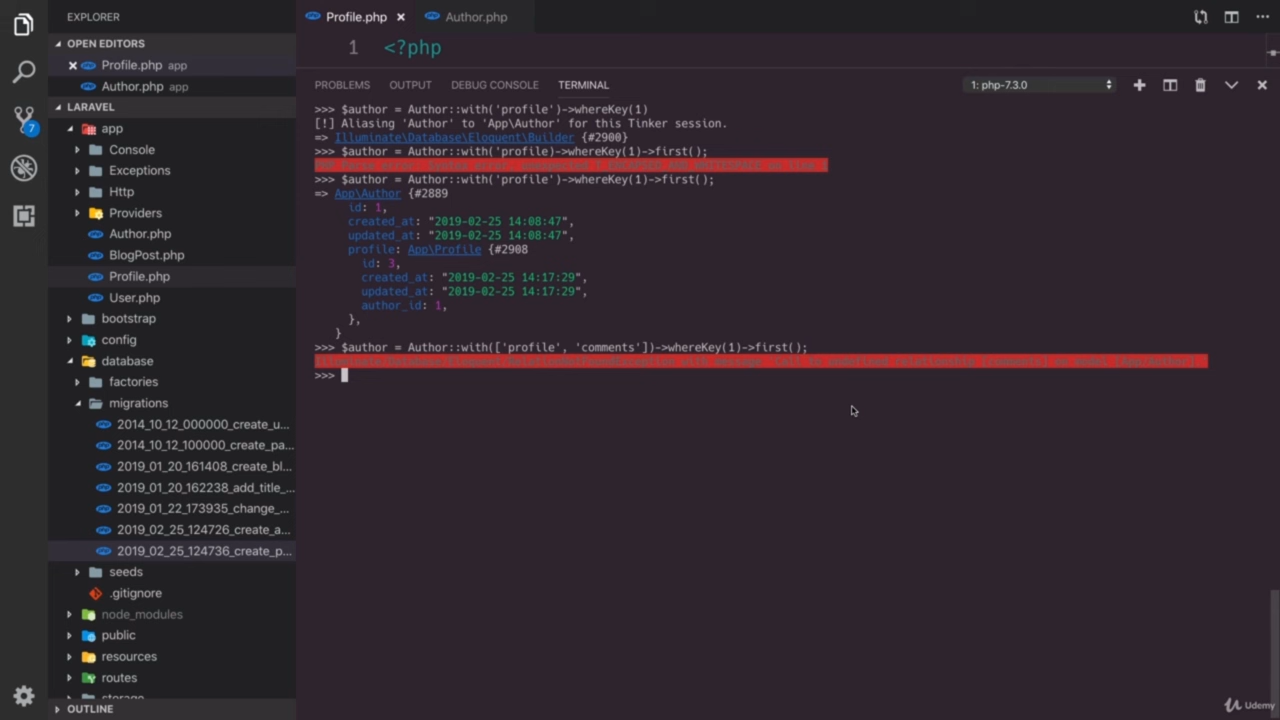 EXPLORER
OPEN EDITORS
Profile.php app
Author.php app
LARAVEL
app
Console
Exceptions
Http
Providers
Author.php
BlogPost.php
Profile.php
User.php
bootstrap
config
database
factories
migrations
2014_10_12_000000_create_u...
2014_10_12_100000_create_pa...
2019_01_20_161408_create_bl...
2019_01_20_162238_add_title_...
2019_01_22_173935_change_...
2019_02_25_124726_create_a...
2019_02_25_124736_create_p...
seeds
.gitignore
node_modules
public
resources
routes
storage
OUTLINE
7
Profile.php
Author.php
1 <?php
PROBLEMS OUTPUT DEBUG CONSOLE TERMINAL
1: php-7.3.0
>>> $author = Author::with('profile')->whereKey(1)
[!] Aliasing 'Author' to 'App\Author' for this Tinker session.
=> Illuminate\Database\Eloquent\Builder {#2900}
>>> $author = Author::with('profile)->whereKey(1)->first();
>>> $author = Author::with('profile')->whereKey(1)->first();
=> App\Author {#2889
id: 1,
created_at: "2019-02-25 14:08:47",
updated_at: "2019-02-25 14:08:47",
profile: App\Profile {#2908
id: 3,
created_at: "2019-02-25 14:17:29",
updated_at: "2019-02-25 14:17:29",
author_id: 1,
},
}
>>> $author = Author::with(['profile', 'comments'])->whereKey(1)->first();
>>>
Udemy